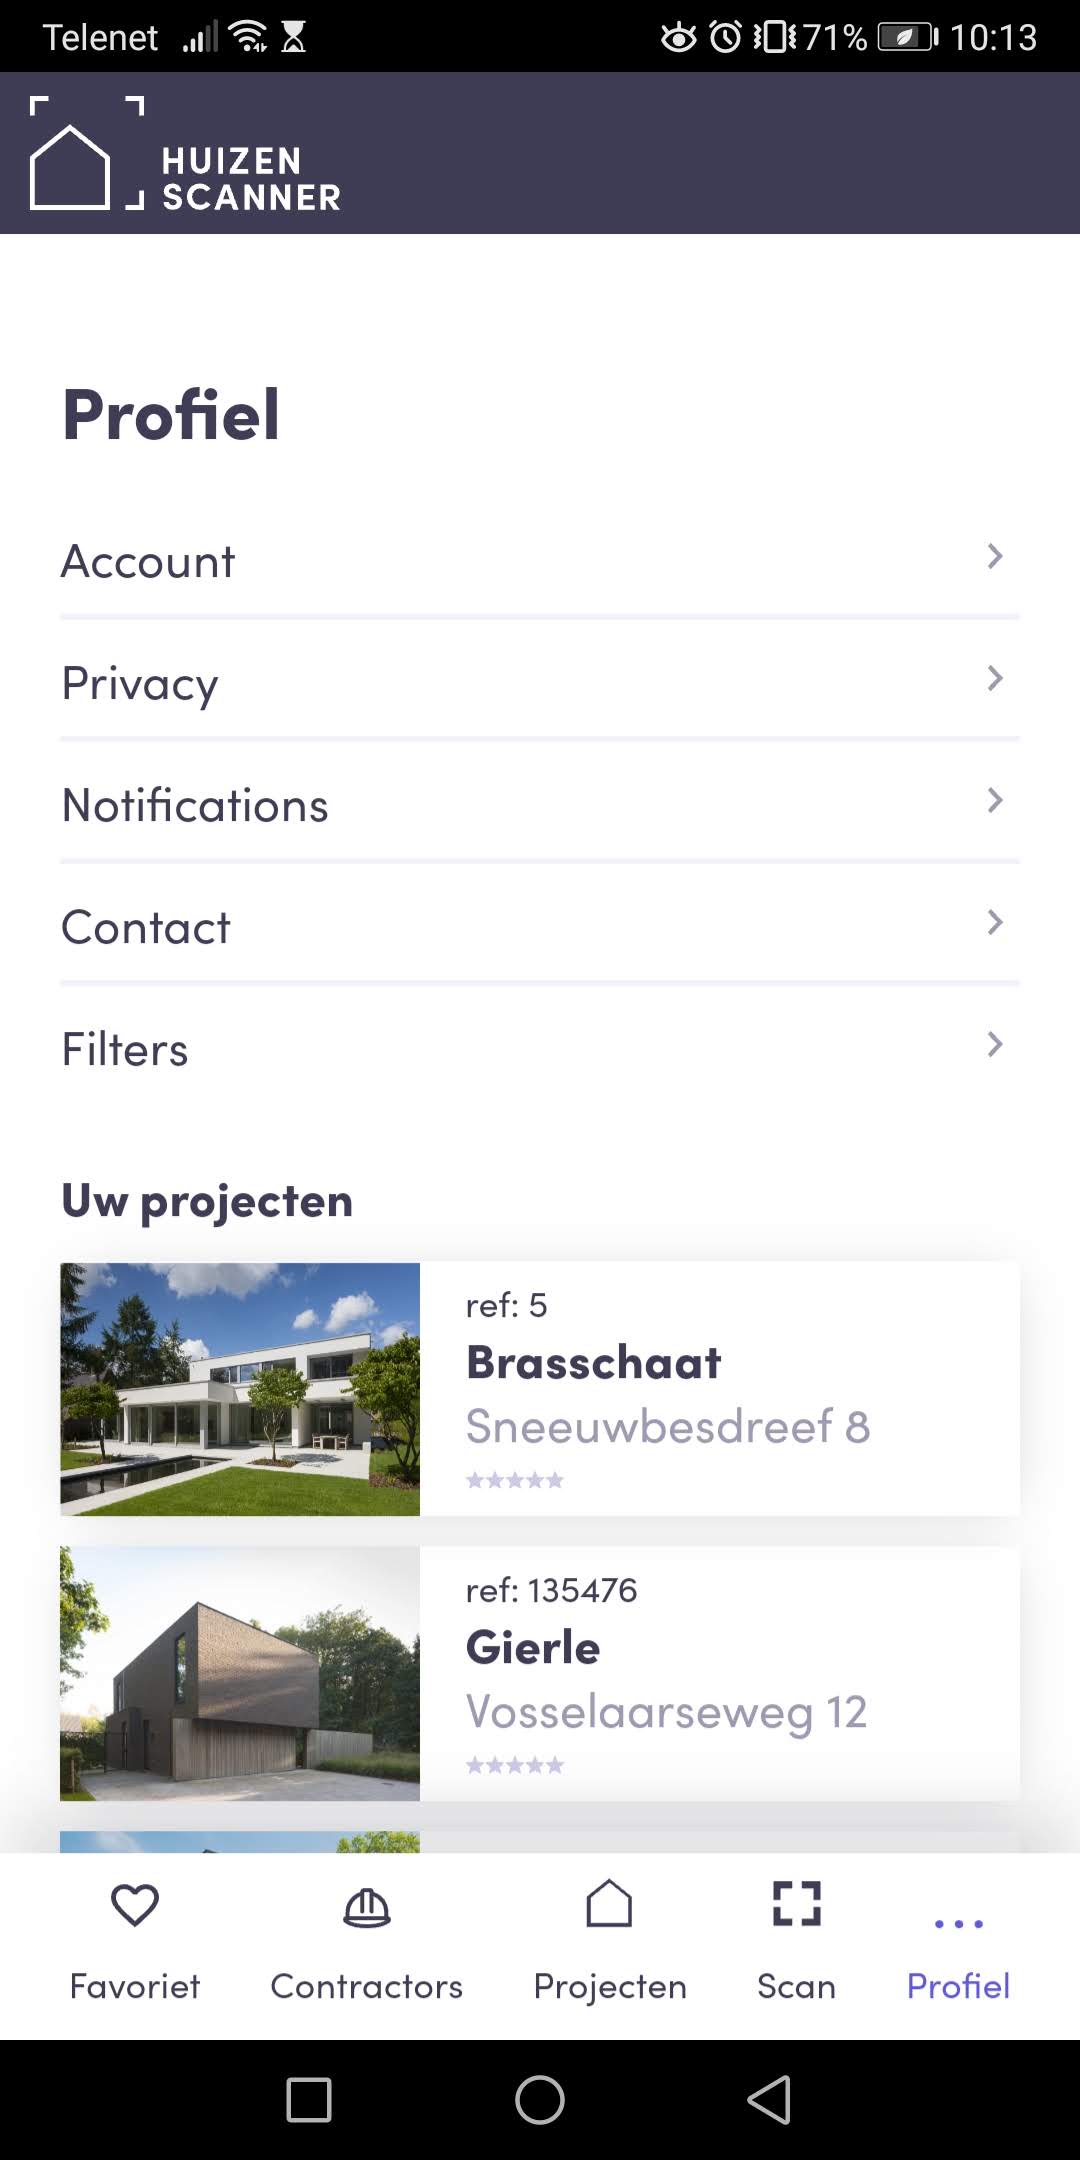 Telenet 71% 10:13
HUIZEN
SCANNER
Profiel
Account
Privacy
Notifications
Contact
Filters
Uw projecten
ref: 5
Brasschaat
Sneeuwbesdreef 8
ref: 135476
Gierle
Vosselaarseweg 12
Favoriet Contractors Projecten Scan Profiel